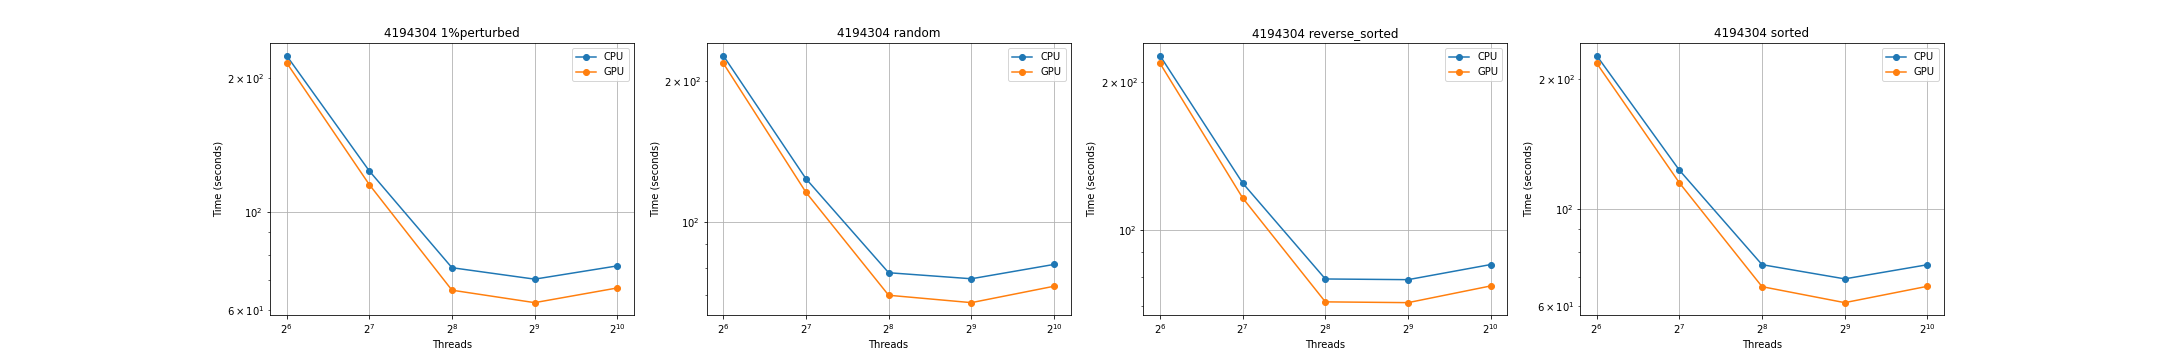 4194304 1%perturbed
CPU
GPU
2 × 10²
10²
6 × 10¹
Time (seconds)
2⁶ 2⁷ 2⁸ 2⁹ 2¹⁰
Threads
4194304 random
CPU
GPU
2 × 10²
10²
Time (seconds)
2⁶ 2⁷ 2⁸ 2⁹ 2¹⁰
Threads
4194304 reverse_sorted
CPU
GPU
2 × 10²
10²
Time (seconds)
2⁶ 2⁷ 2⁸ 2⁹ 2¹⁰
Threads
4194304 sorted
CPU
GPU
2 × 10²
10²
6 × 10¹
Time (seconds)
2⁶ 2⁷ 2⁸ 2⁹ 2¹⁰
Threads